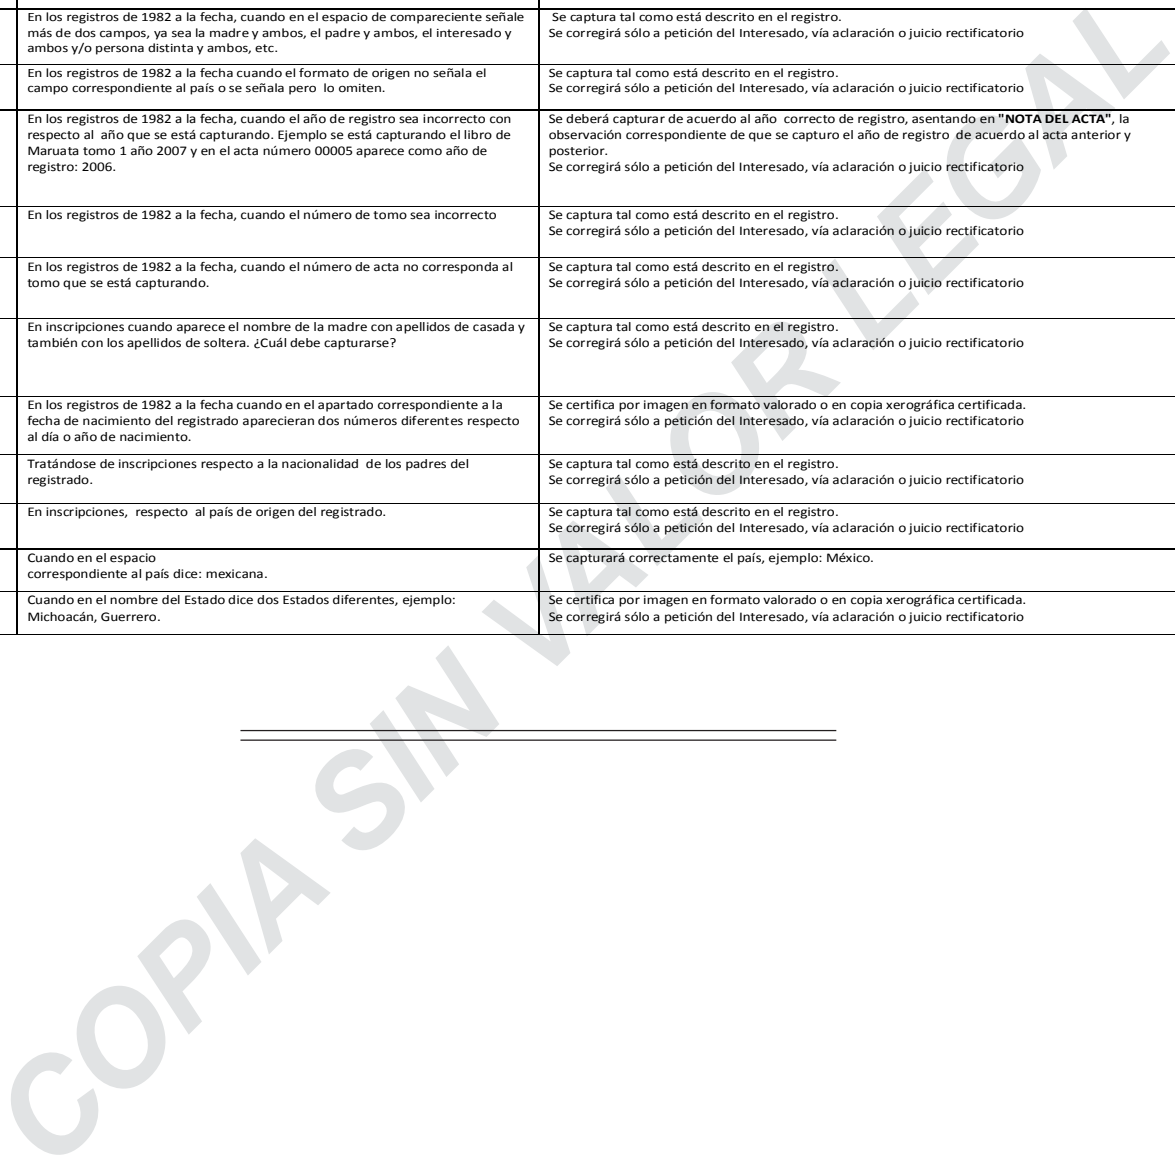 En los registros de 1982 a la fecha, cuando en el espacio de compareciente señale
más de dos campos, ya sea la madre y ambos, el padre y ambos, el interesado y
ambos y/o persona distinta y ambos, etc.
Se captura tal como está descrito en el registro.
Se corregirá sólo a petición del Interesado, vía aclaración o juicio rectificatorio
En los registros de 1982 a la fecha cuando el formato de origen no señala el
campo correspondiente al país o se señala pero lo omiten.
Se captura tal como está descrito en el registro.
Se corregirá sólo a petición del Interesado, vía aclaración o juicio rectificatorio
En los registros de 1982 a la fecha, cuando el año de registro sea incorrecto con
respecto al año que se está capturando. Ejemplo se está capturando el libro de
Maruata tomo 1 año 2007 y en el acta número 00005 aparece como año de
registro: 2006.
Se deberá capturar de acuerdo al año correcto de registro, asentando en "NOTA DEL ACTA", la
observación correspondiente de que se capturo el año de registro de acuerdo al acta anterior y
posterior.
Se corregirá sólo a petición del Interesado, vía aclaración o juicio rectificatorio
En los registros de 1982 a la fecha, cuando el número de tomo sea incorrecto
Se captura tal como está descrito en el registro.
Se corregirá sólo a petición del Interesado, vía aclaración o juicio rectificatorio
En los registros de 1982 a la fecha, cuando el número de acta no corresponda al
tomo que se está capturando.
Se captura tal como está descrito en el registro.
Se corregirá sólo a petición del Interesado, vía aclaración o juicio rectificatorio
En inscripciones cuando aparece el nombre de la madre con apellidos de casada y
también con los apellidos de soltera. ¿Cuál debe capturarse?
Se captura tal como está descrito en el registro.
Se corregirá sólo a petición del Interesado, vía aclaración o juicio rectificatorio
En los registros de 1982 a la fecha cuando en el apartado correspondiente a la
fecha de nacimiento del registrado aparecieran dos números diferentes respecto
al día o año de nacimiento.
Se certifica por imagen en formato valorado o en copia xerográfica certificada.
Se corregirá sólo a petición del Interesado, vía aclaración o juicio rectificatorio
Tratándose de inscripciones respecto a la nacionalidad de los padres del
registrado.
Se captura tal como está descrito en el registro.
Se corregirá sólo a petición del Interesado, vía aclaración o juicio rectificatorio
En inscripciones, respecto al país de origen del registrado.
Se captura tal como está descrito en el registro.
Se corregirá sólo a petición del Interesado, vía aclaración o juicio rectificatorio
Cuando en el espacio
correspondiente al país dice: mexicana.
Se capturará correctamente el país, ejemplo: México.
Cuando en el nombre del Estado dice dos Estados diferentes, ejemplo:
Michoacán, Guerrero.
Se certifica por imagen en formato valorado o en copia xerográfica certificada.
Se corregirá sólo a petición del Interesado, vía aclaración o juicio rectificatorio
COPIA SIN VALOR LEGAL